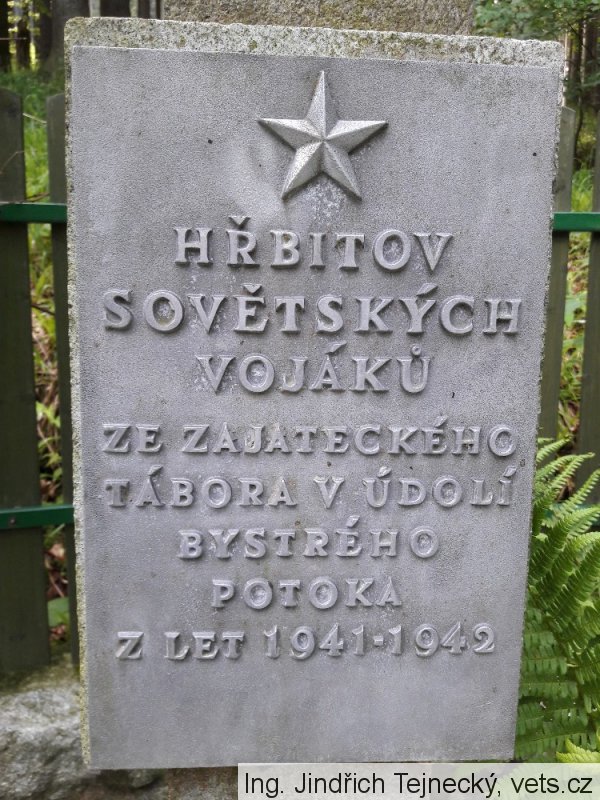 HŘBITOV
SOVĚTSKÝCH
VOJÁKŮ
ZE ZAJATECKÉHO
TÁBORA V ÚDOLÍ
BYSTRÉHO
POTOKA
Z LET 1941-1942
Ing. Jindřich Tejnecký, vets.cz